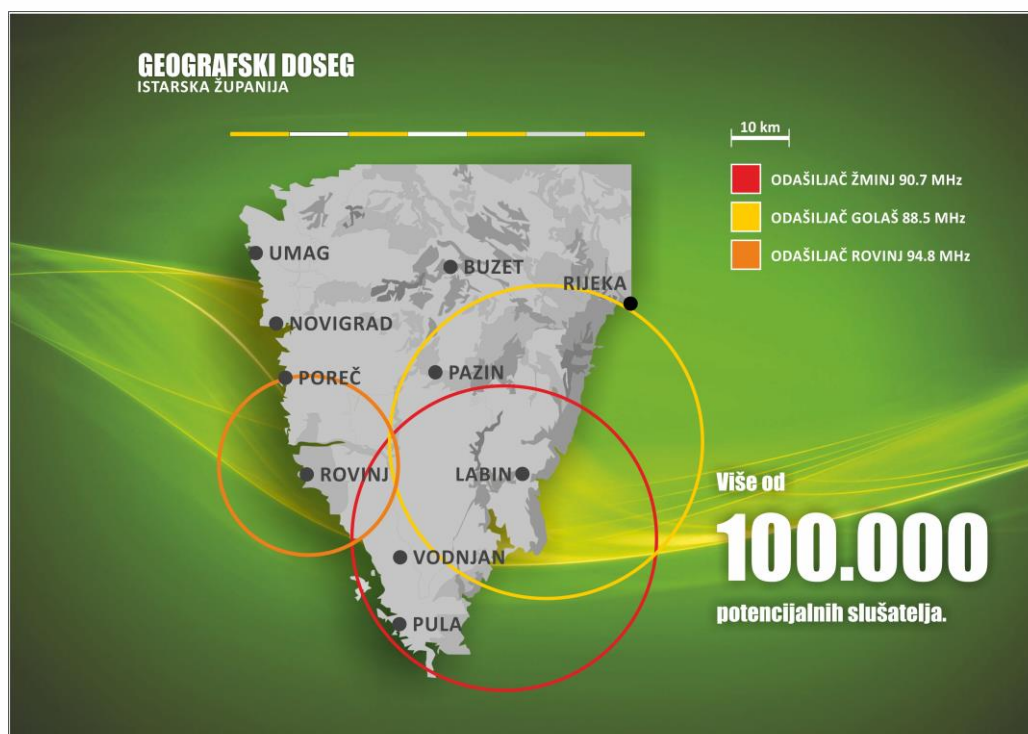 GEOGRAFSKI DOSEG
ISTARSKA ŽUPANIJA
10 km
ODAŠILJAČ ŽMINJ 90.7 MHz
ODAŠILJAČ GOLAŠ 88.5 MHz
ODAŠILJAČ ROVINJ 94.8 MHz
UMAG
BUZET
RIJEKA
NOVIGRAD
POREČ
PAZIN
ROVINJ
LABIN
VODNJAN
PULA
Više od
100.000
potencijalnih slušatelja.